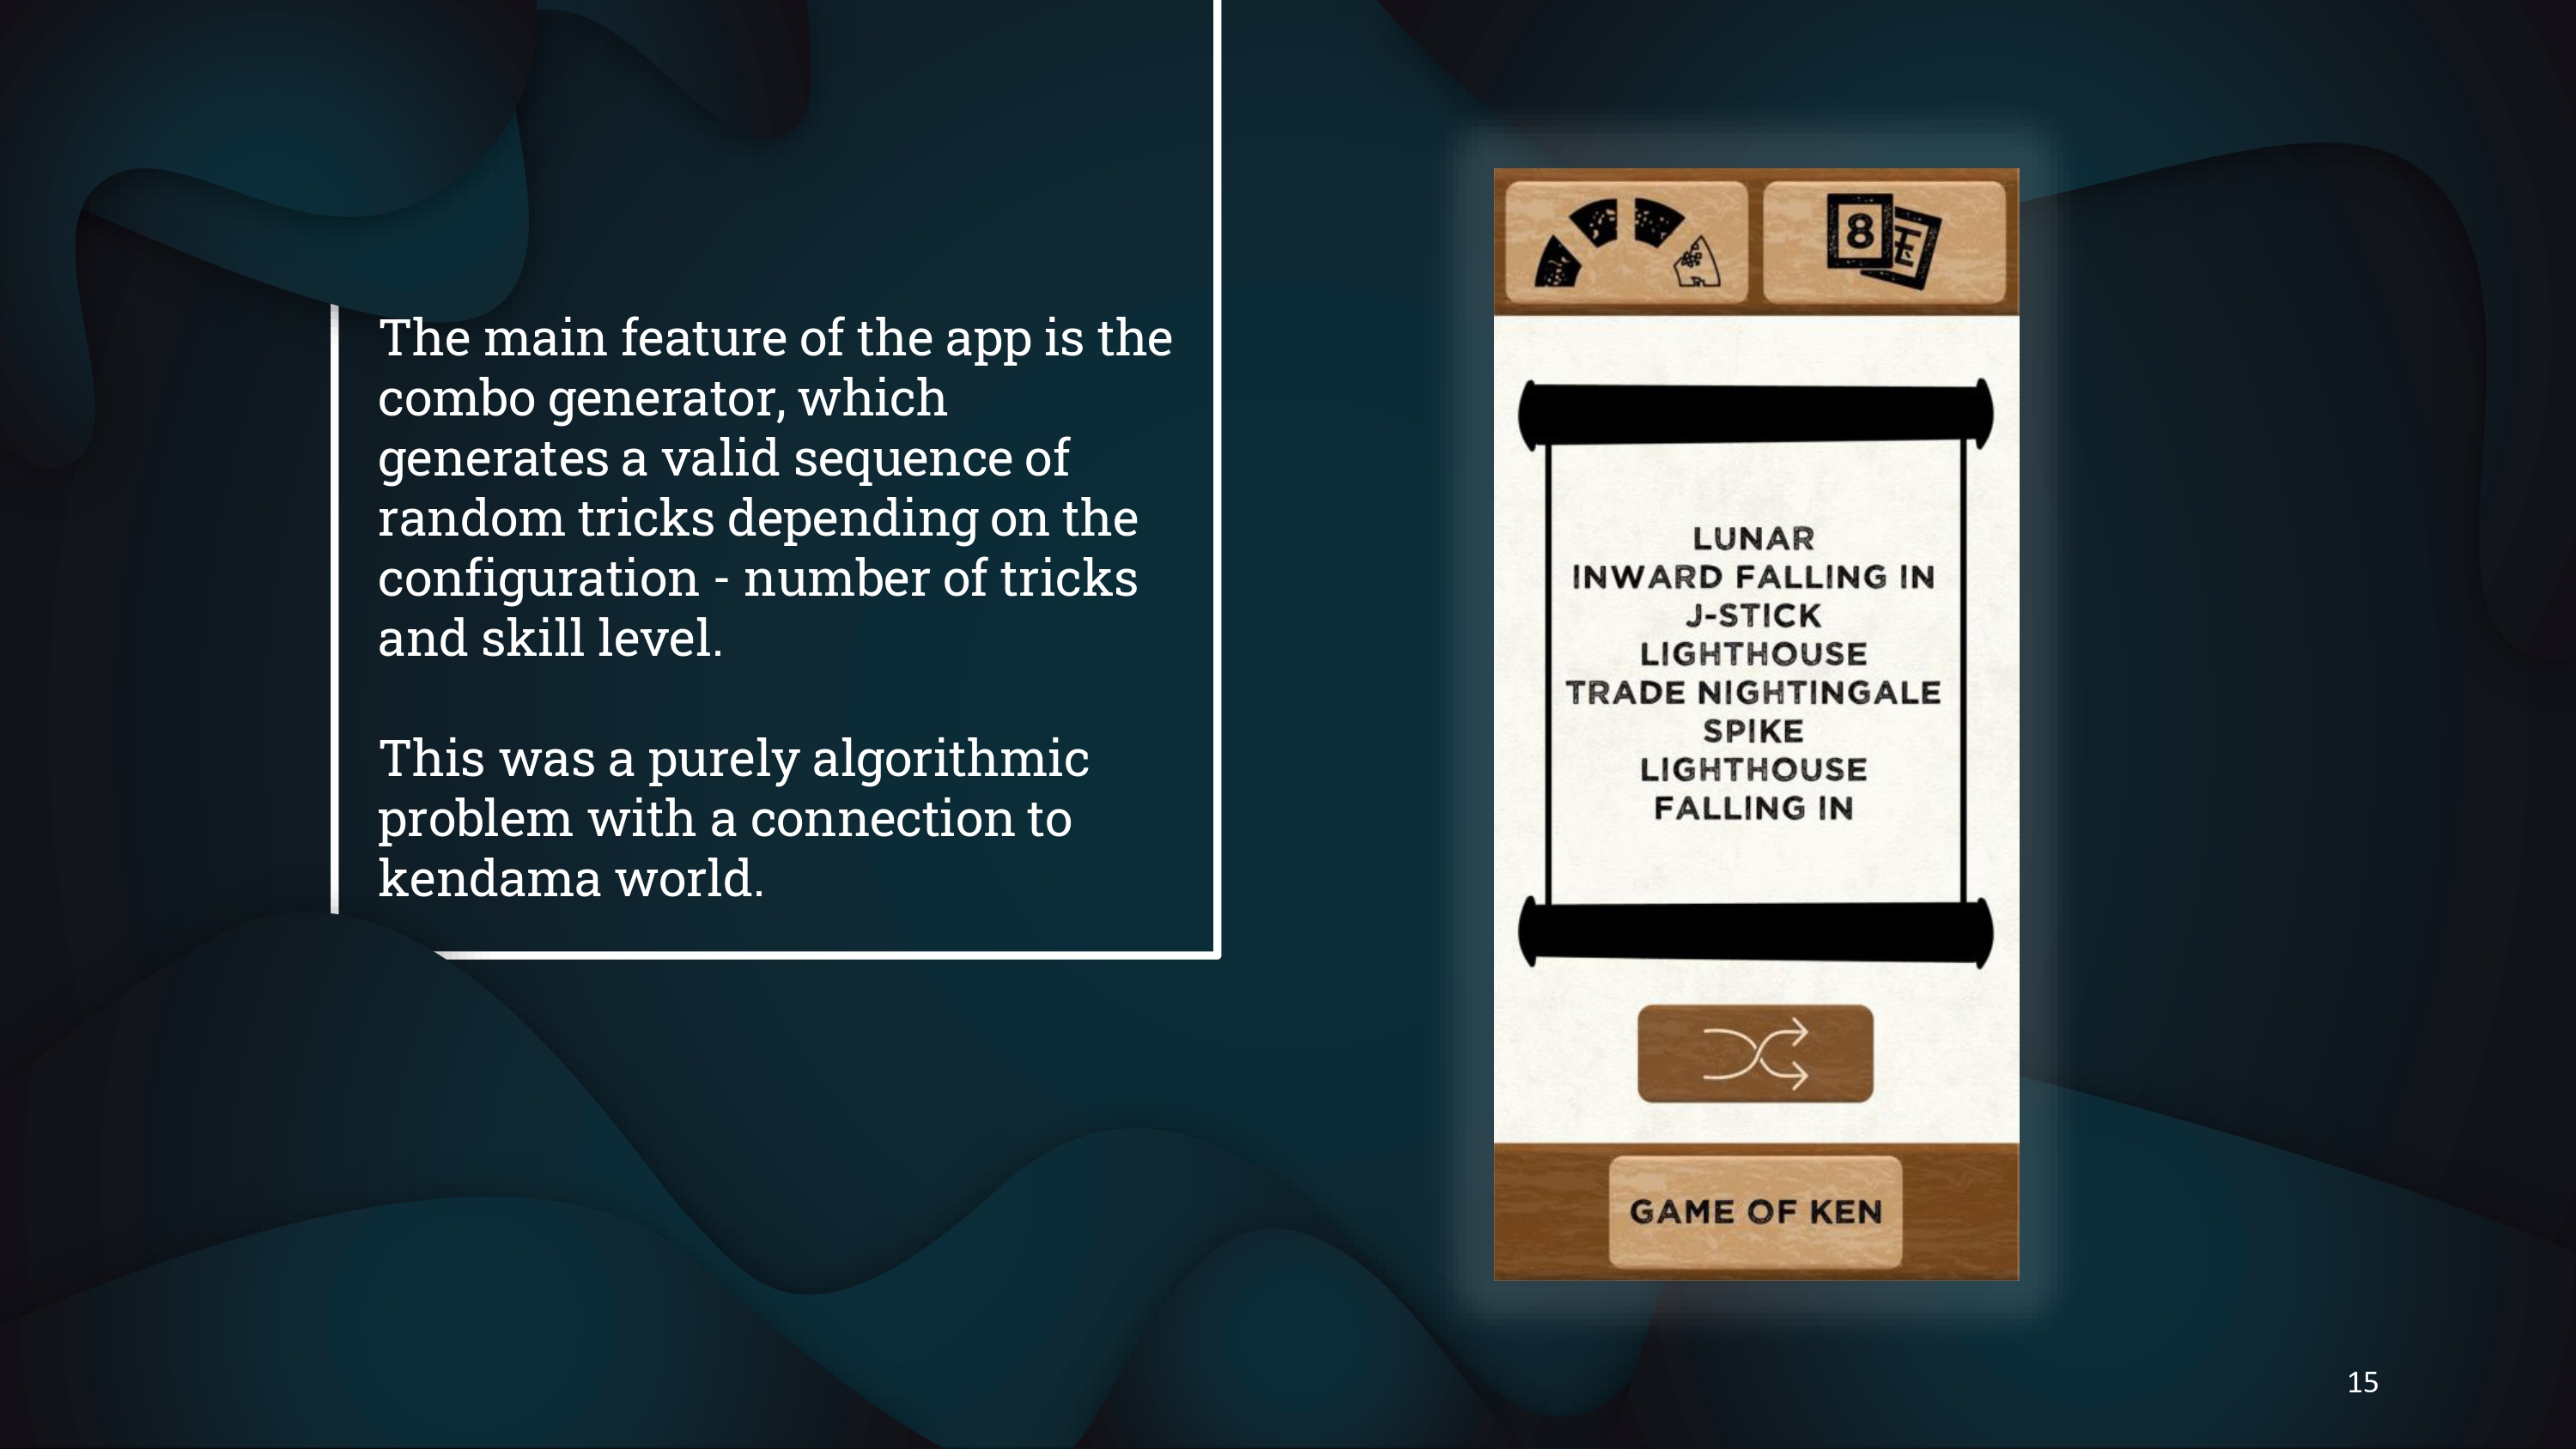 The main feature of the app is the
combo generator, which
generates a valid sequence of
random tricks depending on the
configuration - number of tricks
and skill level.
This was a purely algorithmic
problem with a connection to
kendama world.
8
LUNAR
INWARD FALLING IN
J-STICK
LIGHTHOUSE
TRADE NIGHTINGALE
SPIKE
LIGHTHOUSE
FALLING IN
GAME OF KEN
15